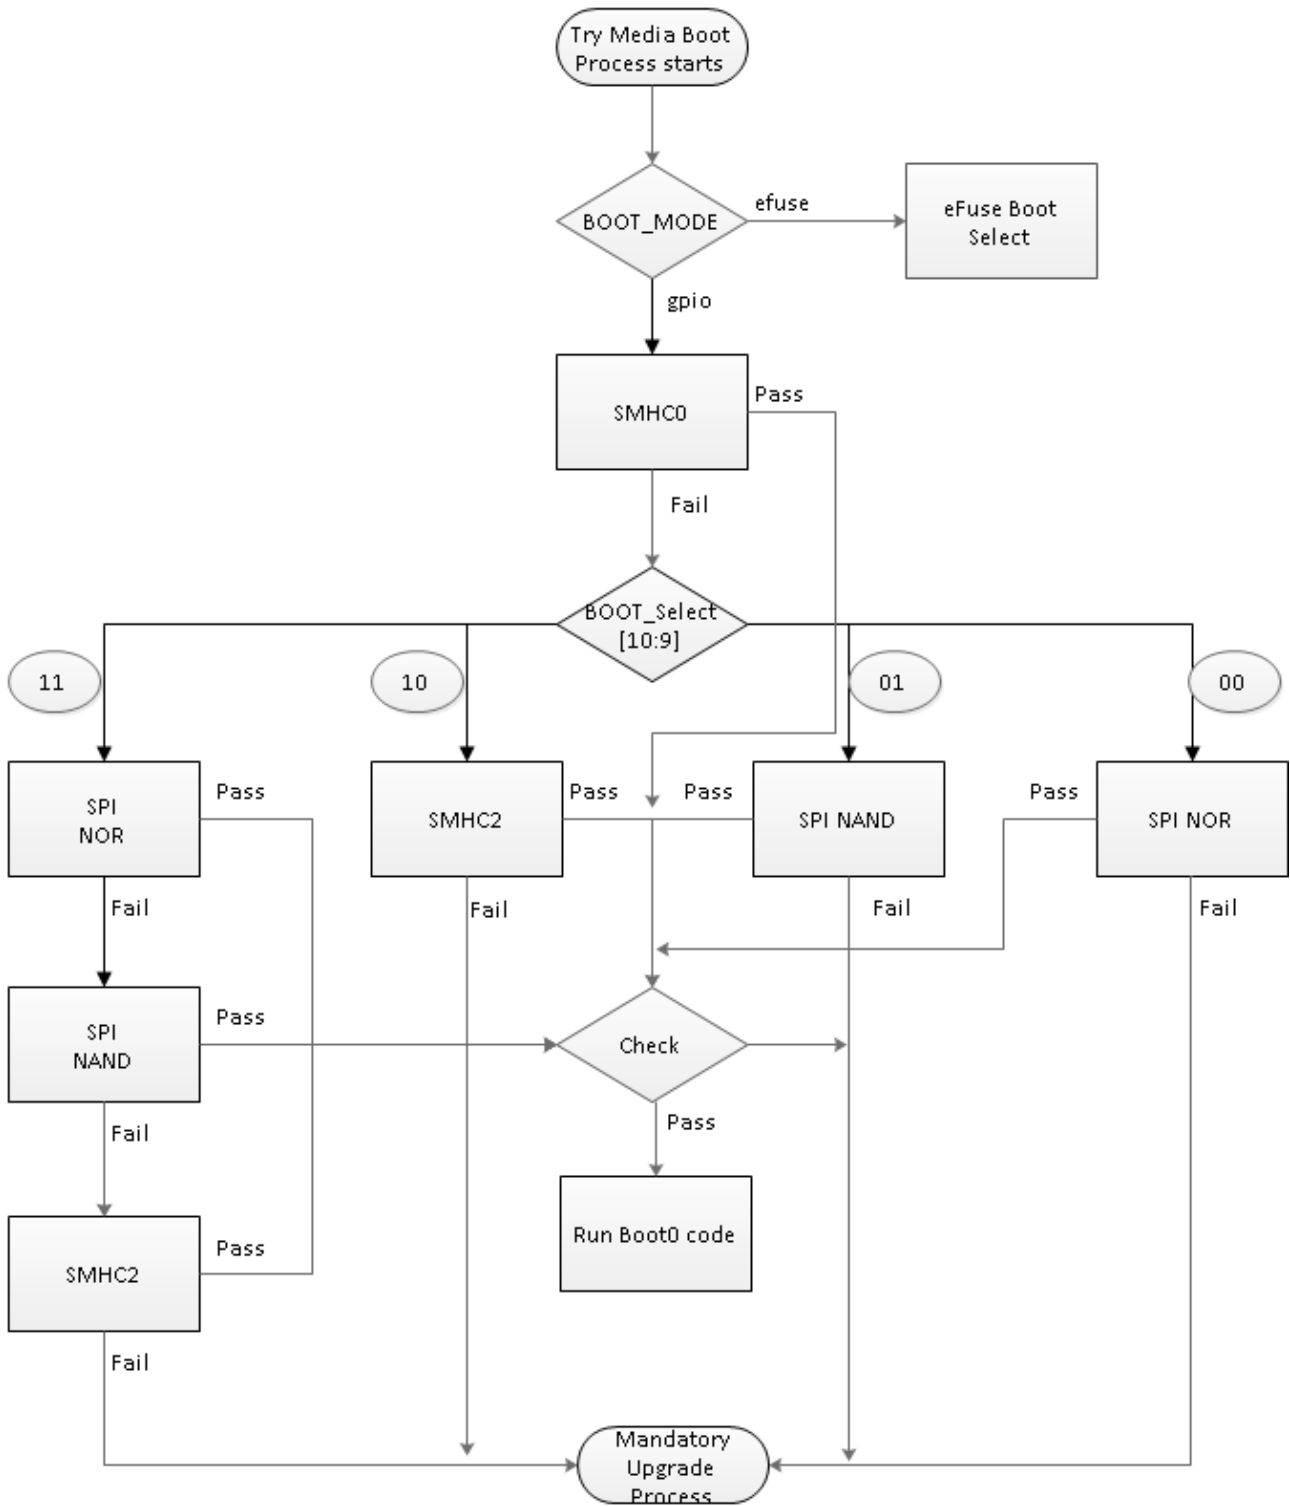 Try Media Boot
Process starts
BOOT_MODE
efuse
eFuse Boot
Select
gpio
SMHC0
Pass
Fail
BOOT_Select
[10:9]
11
10
01
00
SPI
NOR
Pass
SMHC2
Pass
Pass
SPI NAND
Pass
SPI NOR
Fail
Fail
Fail
Fail
SPI
NAND
Pass
Check
Fail
Pass
SMHC2
Pass
Run Boot0 code
Fail
Mandatory
Upgrade
Process